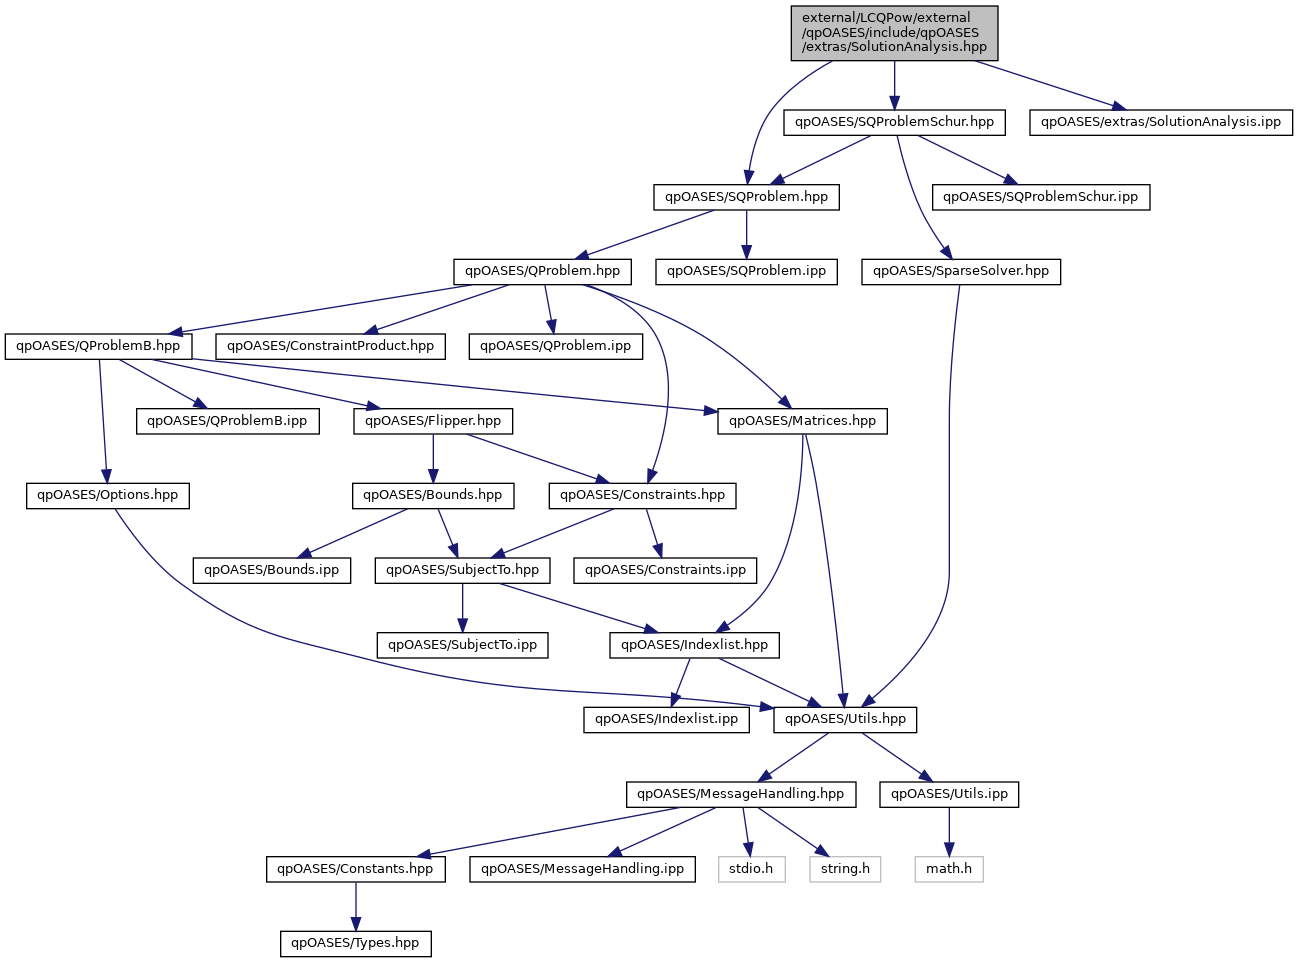 external/LCQPow/external
/qpOASES/include/qpOASES
/extras/SolutionAnalysis.hpp
qpOASES/SQProblemSchur.hpp
qpOASES/extras/SolutionAnalysis.ipp
qpOASES/SQProblem.hpp
qpOASES/SQProblemSchur.ipp
qpOASES/QProblem.hpp
qpOASES/SQProblem.ipp
qpOASES/SparseSolver.hpp
qpOASES/QProblemB.hpp
qpOASES/ConstraintProduct.hpp
qpOASES/QProblem.ipp
qpOASES/QProblemB.ipp
qpOASES/Flipper.hpp
qpOASES/Matrices.hpp
qpOASES/Options.hpp
qpOASES/Bounds.hpp
qpOASES/Constraints.hpp
qpOASES/Bounds.ipp
qpOASES/SubjectTo.hpp
qpOASES/Constraints.ipp
qpOASES/SubjectTo.ipp
qpOASES/Indexlist.hpp
qpOASES/Indexlist.ipp
qpOASES/Utils.hpp
qpOASES/MessageHandling.hpp
qpOASES/Utils.ipp
qpOASES/Constants.hpp
qpOASES/MessageHandling.ipp
stdio.h
string.h
math.h
qpOASES/Types.hpp